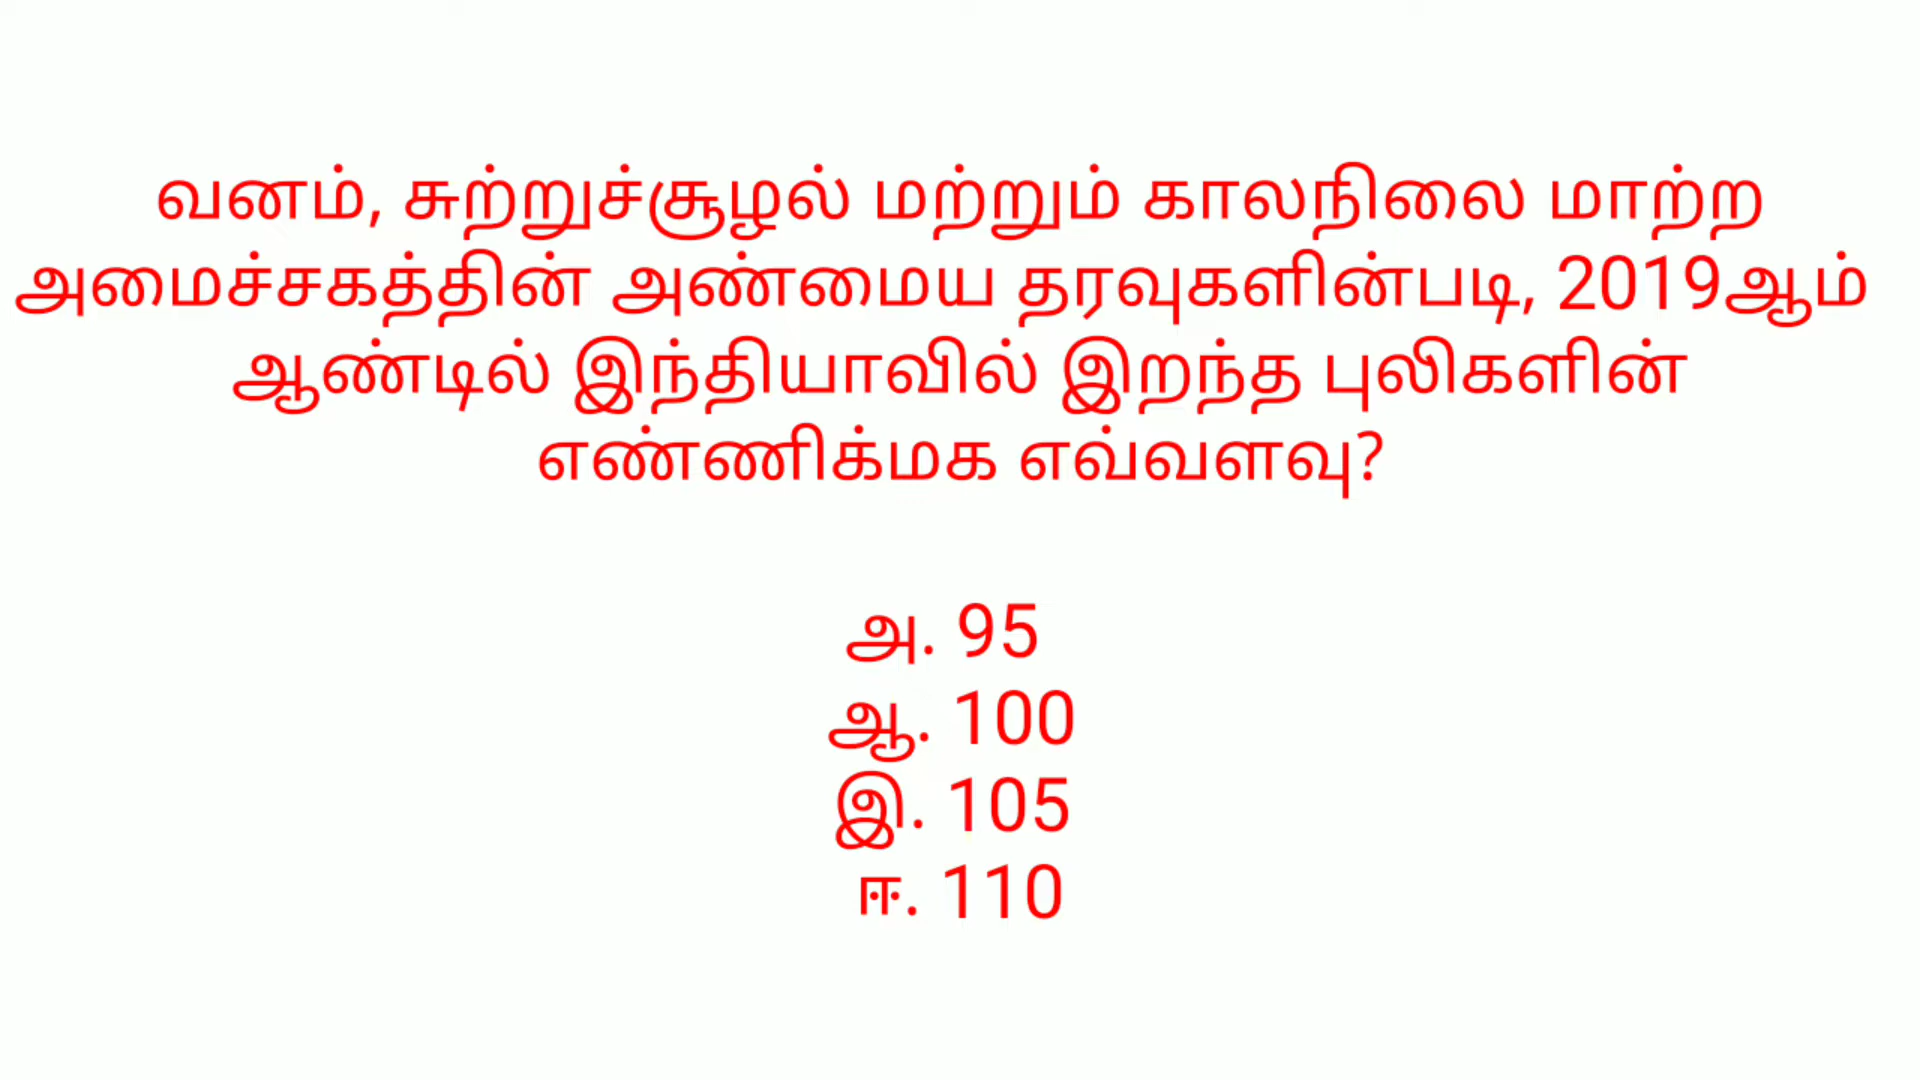 வனம், சுற்றுச்சூழல் மற்றும் காலநிலை மாற்ற
அமைச்சகத்தின் அண்மைய தரவுகளின்படி, 2019ஆம்
ஆண்டில் இந்தியாவில் இறந்த புலிகளின்
எண்ணிக்மக எவ்வளவு?
அ. 95
ஆ. 100
இ. 105
ஈ. 110